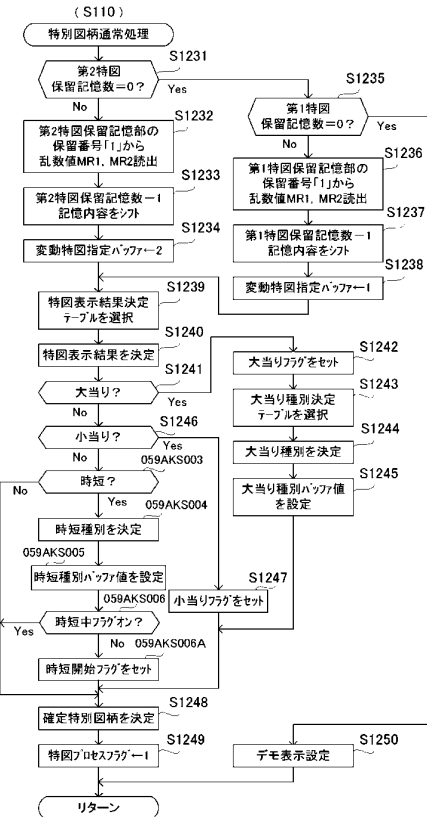 (S110)
特別図柄通常処理
S1231
第2特図
保留記憶数=0?
Yes
No
S1235
第1特図
保留記憶数=0?
Yes
No
S1232
第2特図保留記憶部の
保留番号「1」から
乱数値MR1, MR2読出
S1236
第1特図保留記憶部の
保留番号「1」から
乱数値MR1, MR2読出
S1233
第2特図保留記憶数-1
記憶内容をシフト
S1237
第1特図保留記憶数-1
記憶内容をシフト
S1234
変動特図指定バッファ←2
S1238
変動特図指定バッファ←1
S1239
特図表示結果決定
テーブルを選択
S1240
特図表示結果を決定
S1241
大当り?
Yes
No
S1242
大当りフラグをセット
S1243
大当り種別決定
テーブルを選択
S1244
大当り種別を決定
S1245
大当り種別バッファ値
を設定
S1246
小当り?
Yes
No
059AKS003
時短?
No
Yes
059AKS004
時短種別を決定
059AKS005
時短種別バッファ値を設定
S1247
小当りフラグをセット
059AKS006
時短中フラグオン?
Yes
No
059AKS006A
時短開始フラグをセット
S1248
確定特別図柄を決定
S1249
特図プロセスフラグ←1
S1250
デモ表示設定
リターン